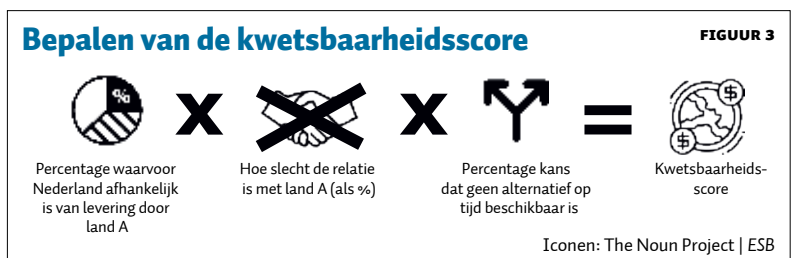 Bepalen van de kwetsbaarheidsscore
FIGUUR 3
%
x
x
=
$
$
Percentage waarvoor
Nederland afhankelijk
is van levering door
land A
Hoe slecht de relatie
is met land A (als %)
Percentage kans
dat geen alternatief op
tijd beschikbaar is
Kwetsbaarheids-
score
Iconen: The Noun Project | ESB